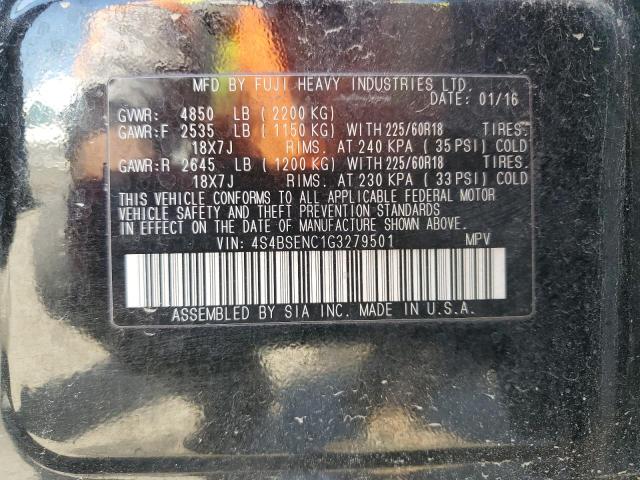 MFD BY FUJI HEAVY INDUSTRIES LTD.
DATE: 01/16
GVWR: 4850 LB (2200 KG)
GAWR:F 2535 LB (1150 KG) WITH 225/60R18 TIRES.
18X7J RIMS. AT 240 KPA (35 PSI) COLD
GAWR:R 2645 LB (1200 KG) WITH 225/60R18 TIRES.
18X7J RIMS. AT 230 KPA (33 PSI) COLD
THIS VEHICLE CONFORMS TO ALL APPLICABLE FEDERAL MOTOR
VEHICLE SAFETY AND THEFT PREVENTION STANDARDS
IN EFFECT ON THE DATE OF MANUFACTURE SHOWN ABOVE.
VIN: 4S4BSENC1G3279501 MPV
ASSEMBLED BY SIA INC. MADE IN U.S.A.